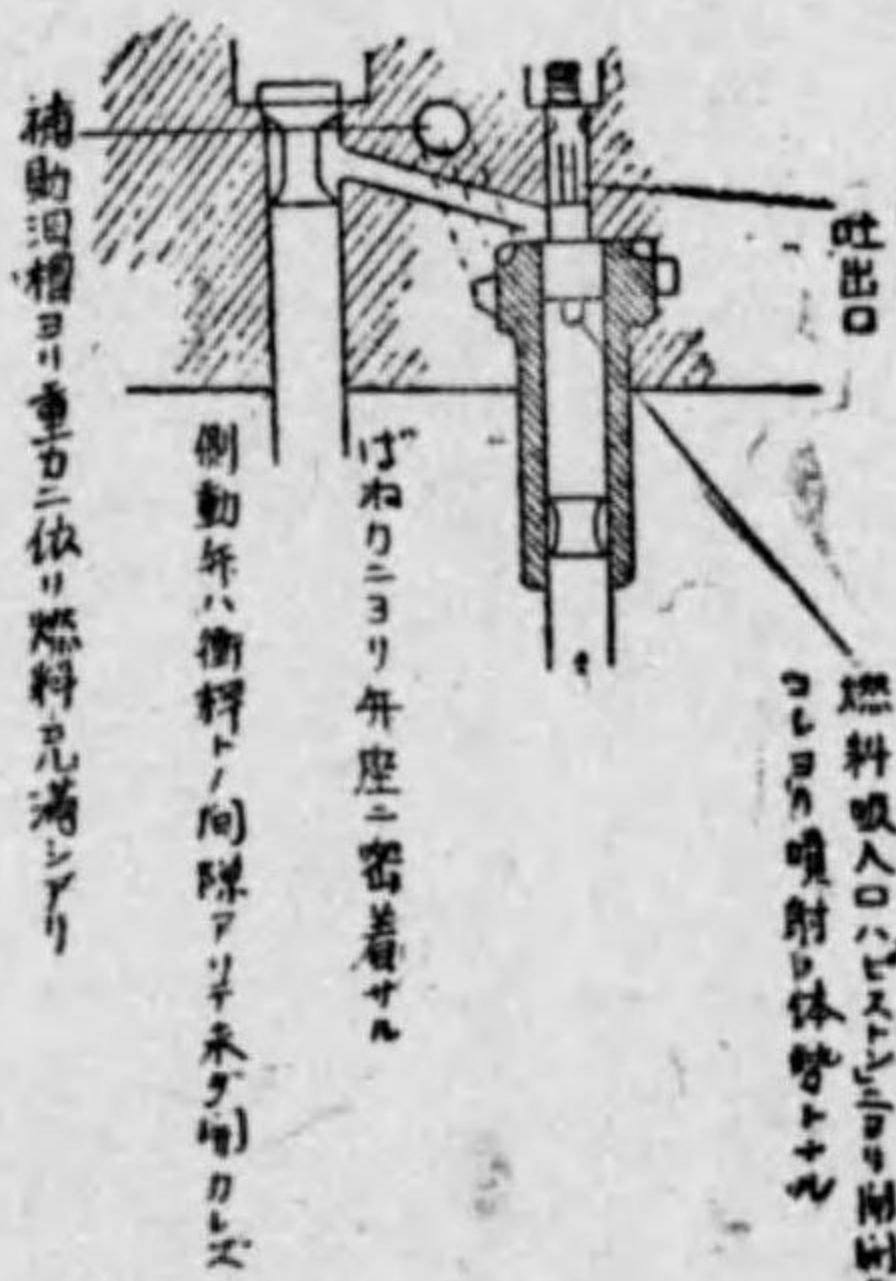 吐出口
燃料吸入口ハピストンニヨリ閉鎖
コレヨリ噴射ノ体勢トナル
ばね力ニヨリ弁座ニ密着サル
側動弁ハ衝桿トノ間隙アリテ未ダ開カレズ
補助油槽ヨリ重力ニ依リ燃料充満シアリ